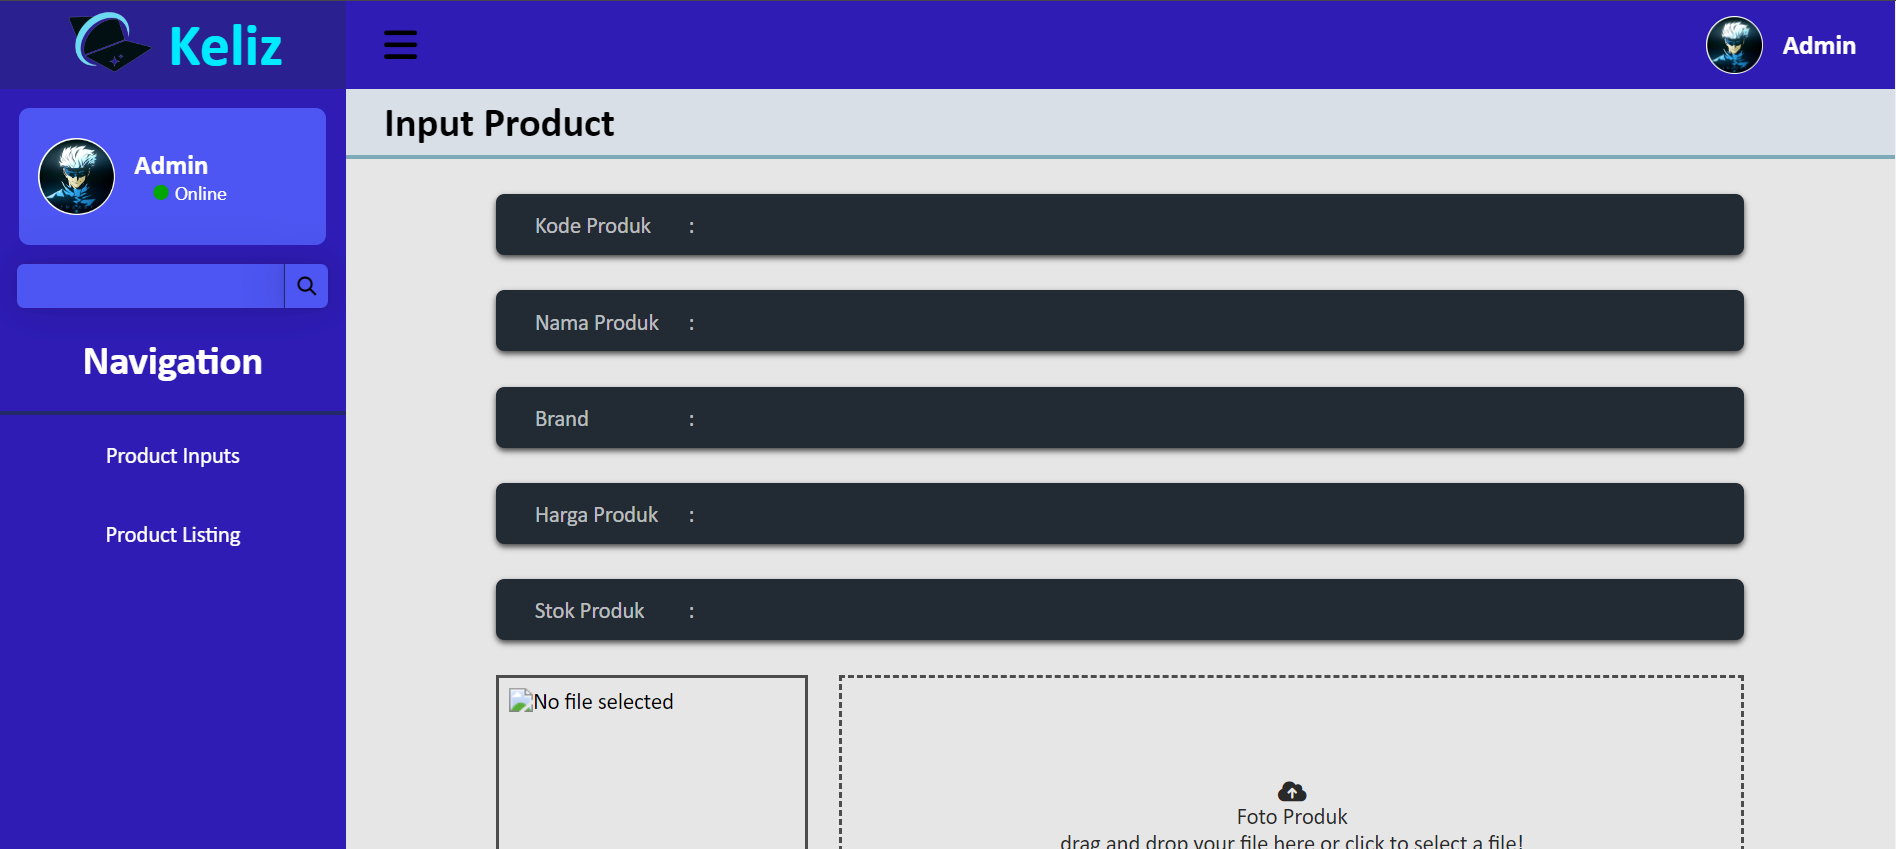 Keliz
Admin
Input Product
Admin
Online
Navigation
Product Inputs
Product Listing
Kode Produk :
Nama Produk :
Brand :
Harga Produk :
Stok Produk :
No file selected
Foto Produk
drag and drop your file here or click to select a file!